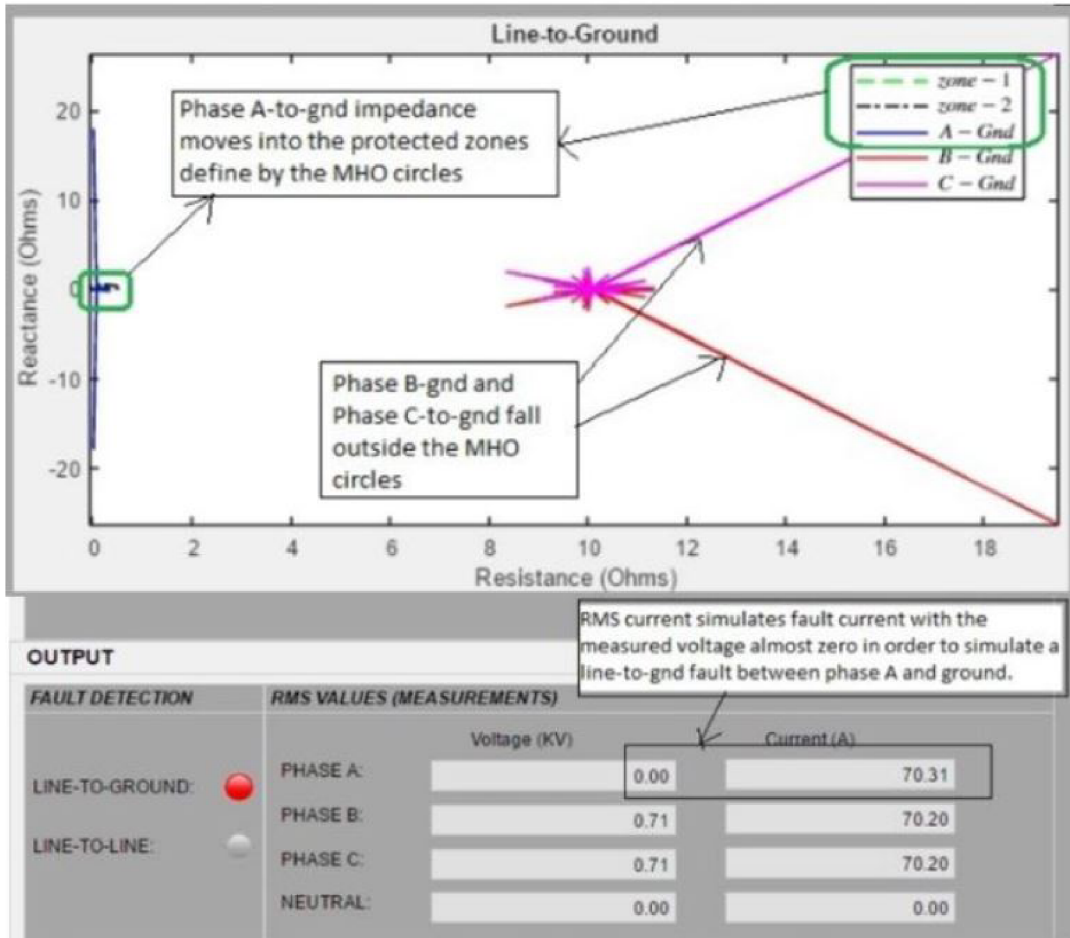 Line-to-Ground
Phase A-to-gnd impedance
moves into the protected zones
define by the MHO circles
zone - 1
zone - 2
A - Gnd
B - Gnd
C - Gnd
Phase B-gnd and
Phase C-to-gnd fall
outside the MHO
circles
Reactance (Ohms)
20
10
0
-10
-20
0 2 4 6 8 10 12 14 16 18
Resistance (Ohms)
RMS current simulates fault current with the
measured voltage almost zero in order to simulate a
line-to-gnd fault between phase A and ground.
OUTPUT
FAULT DETECTION
LINE-TO-GROUND:
LINE-TO-LINE:
RMS VALUES (MEASUREMENTS)
Voltage (KV) Current (A)
PHASE A: 0.00 70.31
PHASE B: 0.71 70.20
PHASE C: 0.71 70.20
NEUTRAL: 0.00 0.00